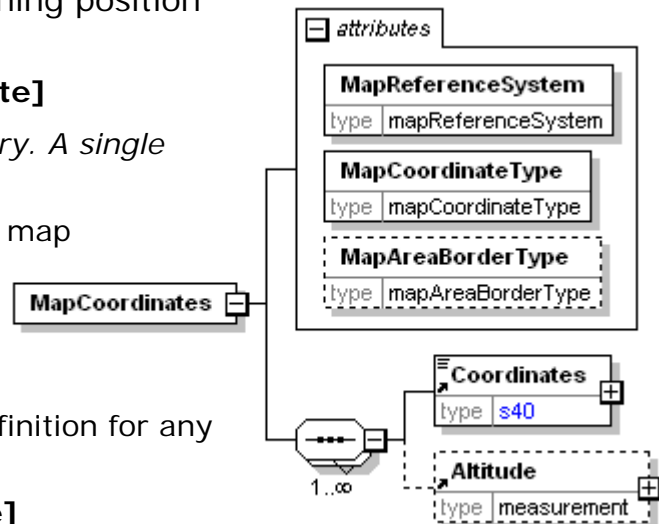 ning position
te]
ry. A single
map
finition for any
e]
attributes
MapReferenceSystem
type mapReferenceSystem
MapCoordinateType
type mapCoordinateType
MapAreaBorderType
type mapAreaBorderType
MapCoordinates
Coordinates
type s40
1..∞
Altitude
type measurement